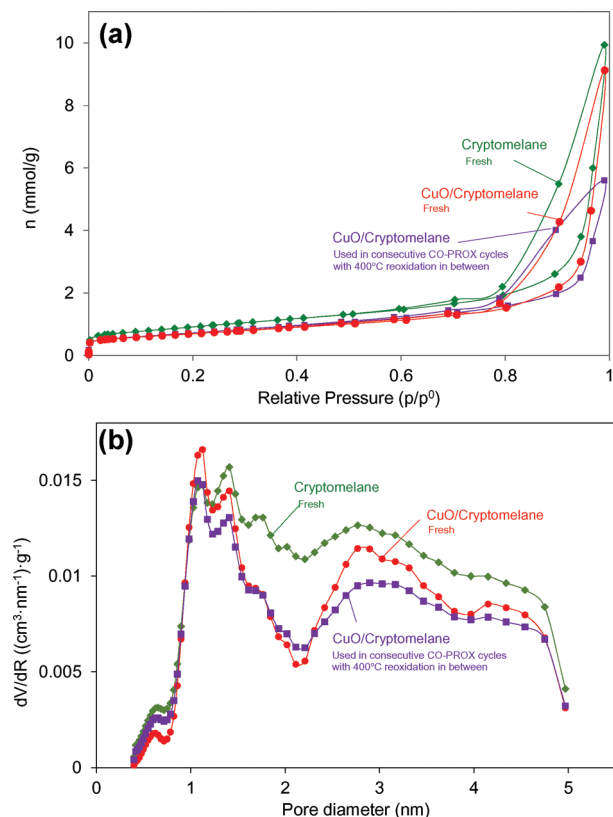 (a)
10
8
6
4
2
0
n (mmol/g)
Cryptomelane
Fresh
CuO/Cryptomelane
Fresh
CuO/Cryptomelane
Used in consecutive CO-PROX cycles
with 400ºC reoxidation in between
0 0.2 0.4 0.6 0.8 1
Relative Pressure (p/p⁰)
(b)
0.015
0.01
0.005
0
dV/dR ((cm³·nm⁻¹)·g⁻¹)
Cryptomelane
Fresh
CuO/Cryptomelane
Fresh
CuO/Cryptomelane
Used in consecutive CO-PROX cycles
with 400ºC reoxidation in between
0 1 2 3 4 5
Pore diameter (nm)